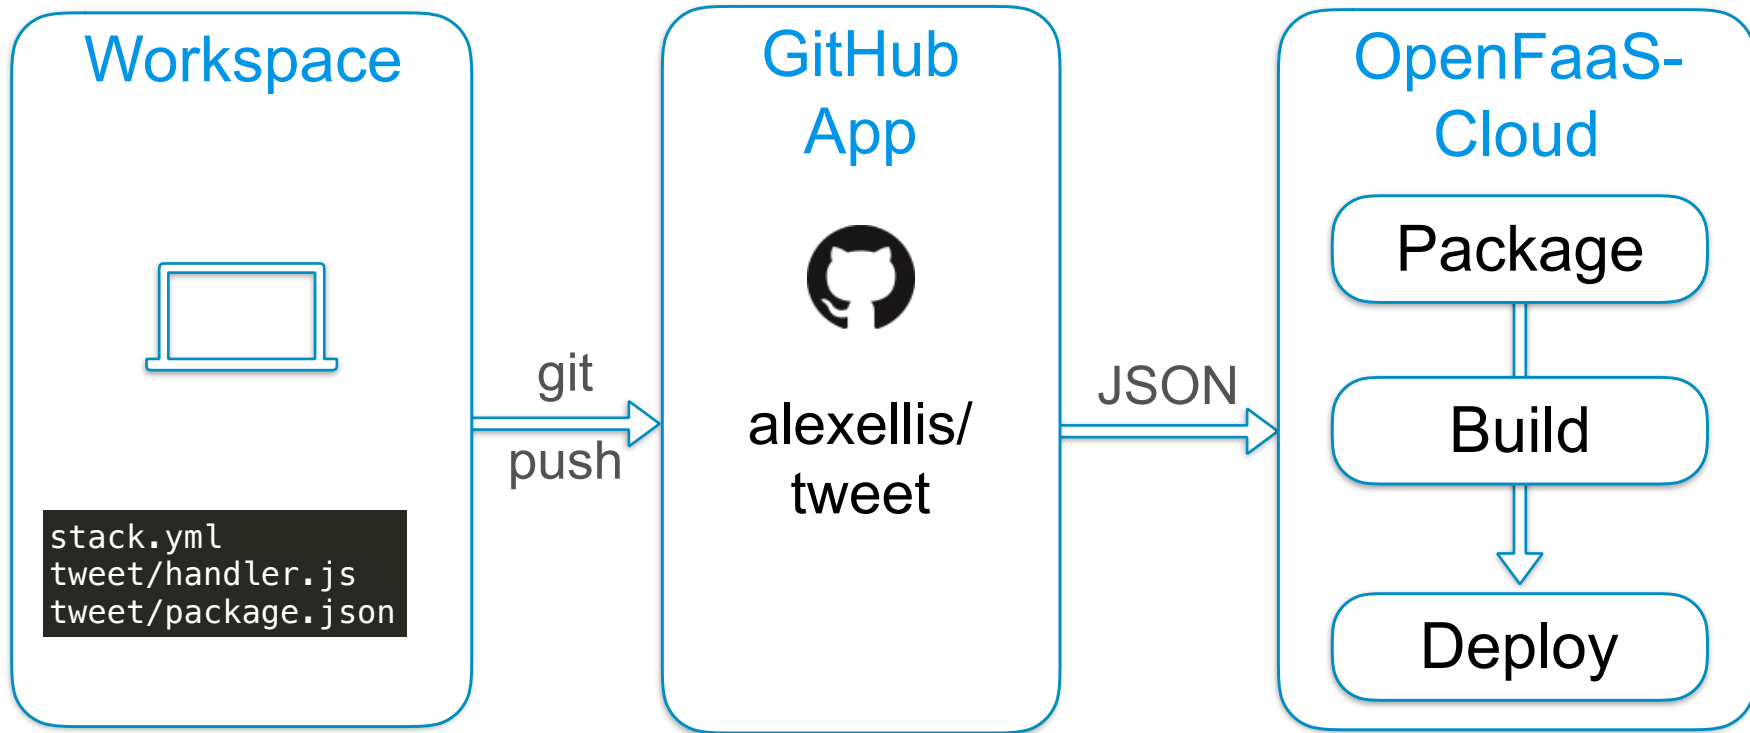 Workspace
stack.yml
tweet/handler.js
tweet/package.json
git
push
GitHub
App
alexellis/
tweet
JSON
OpenFaaS-
Cloud
Package
Build
Deploy